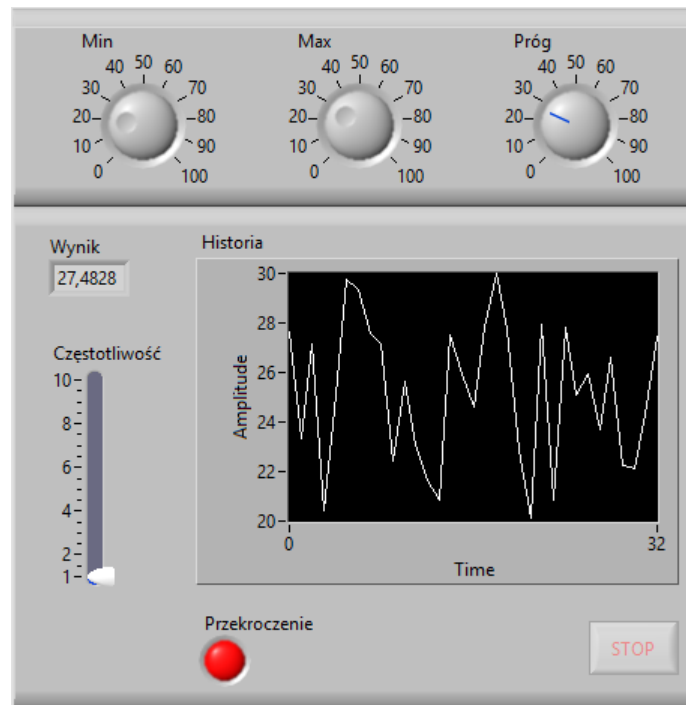 Min
0 10 20 30 40 50 60 70 80 90 100
Max
0 10 20 30 40 50 60 70 80 90 100
Próg
0 10 20 30 40 50 60 70 80 90 100
Wynik
27,4828
Częstotliwość
10
8
6
4
2
1
Historia
30
28
26
24
22
20
Amplitude
0 32
Time
Przekroczenie
STOP